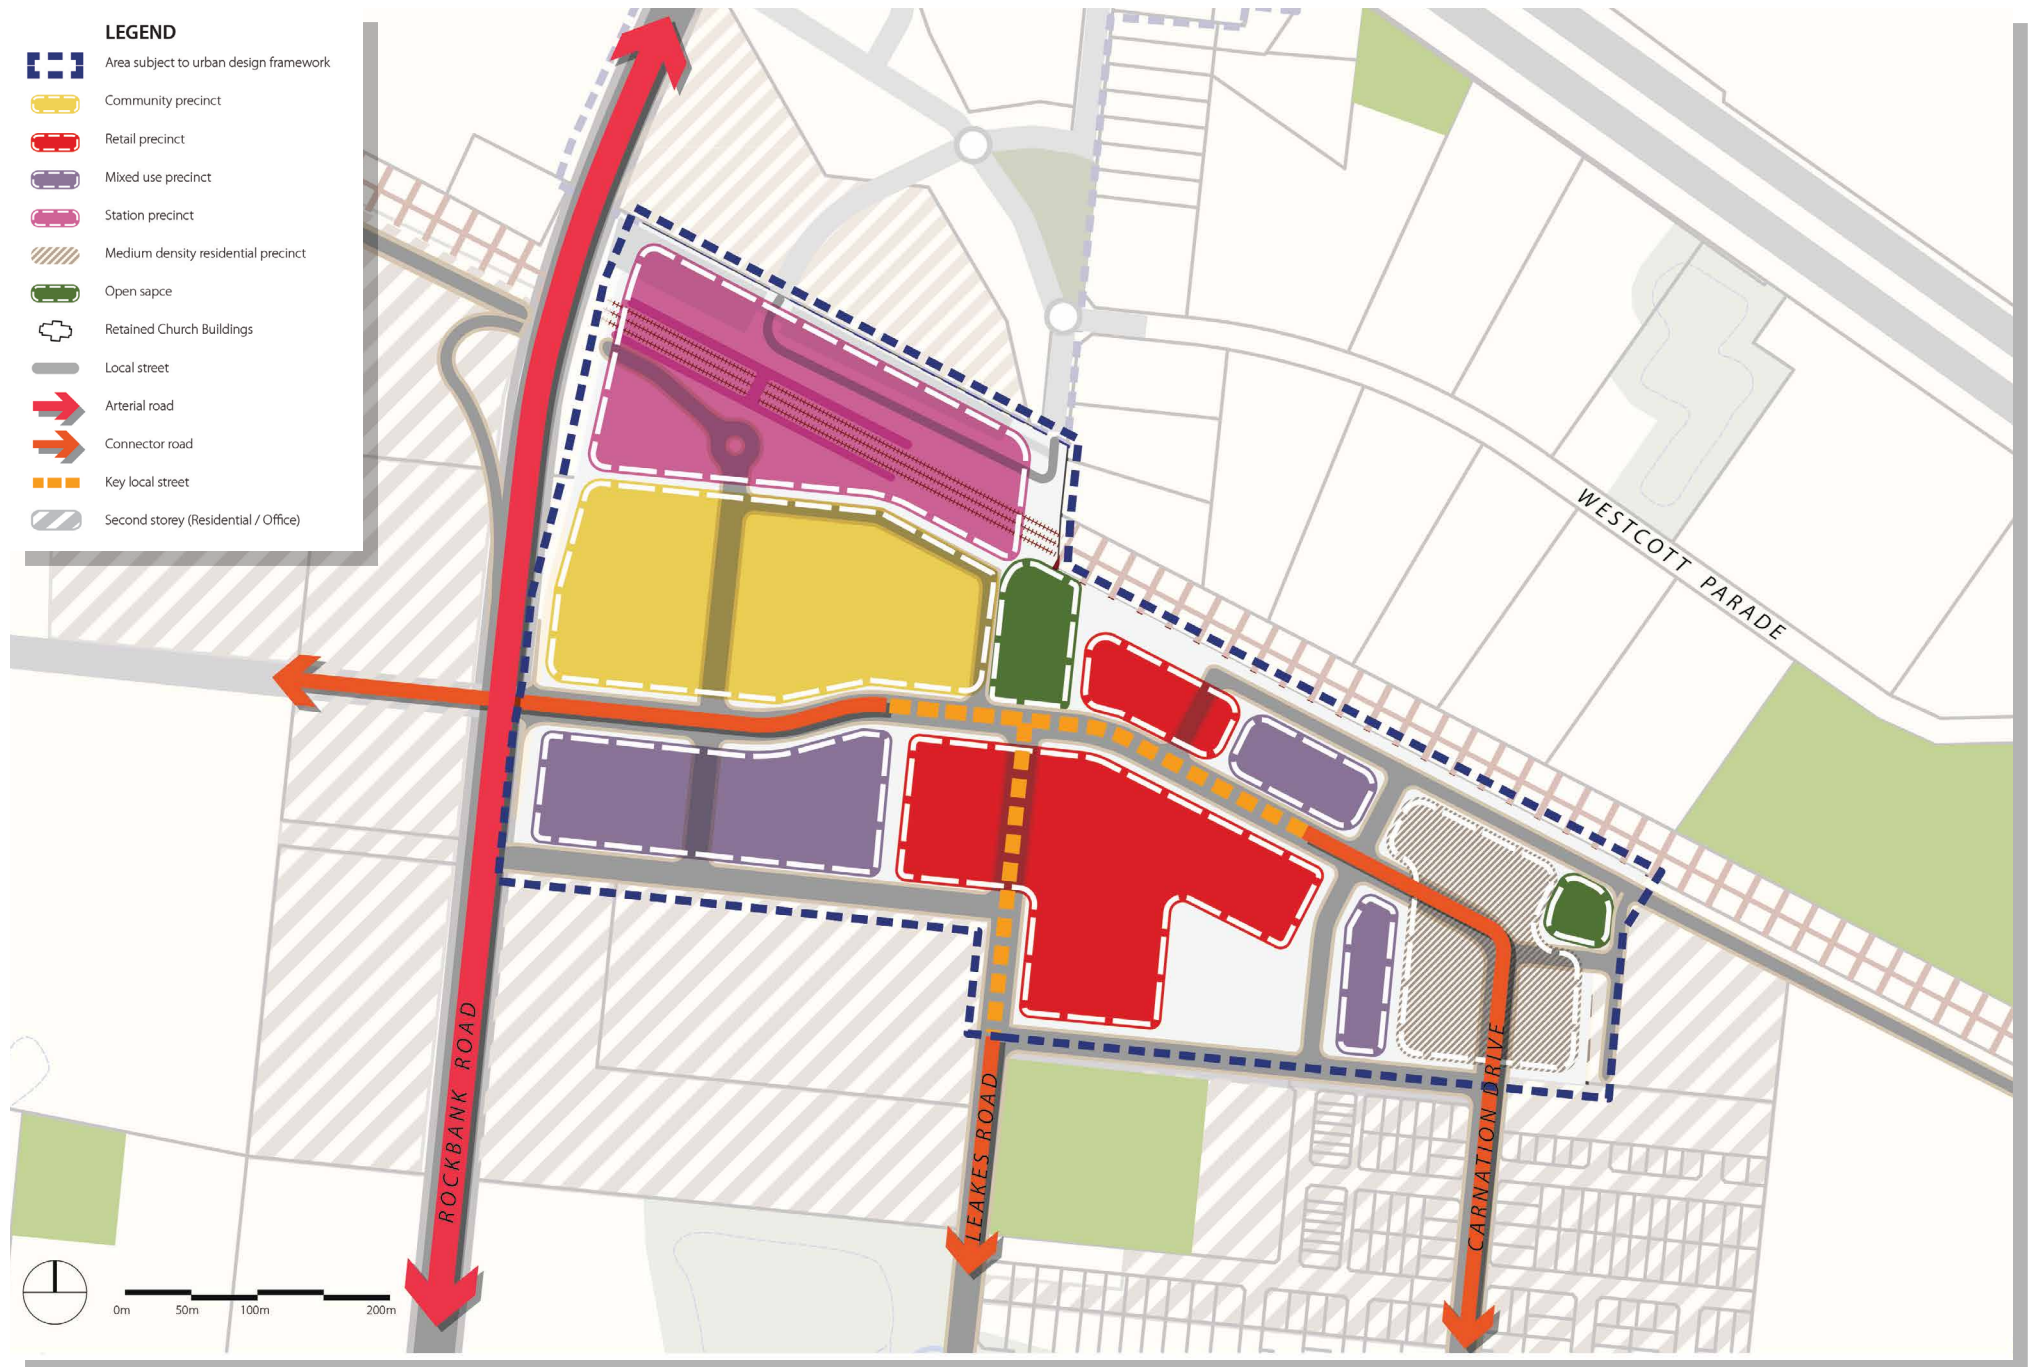 LEGEND
Area subject to urban design framework
Community precinct
Retail precinct
Mixed use precinct
Station precinct
Medium density residential precinct
Open sapce
Retained Church Buildings
Local street
Arterial road
Connector road
Key local street
Second storey (Residential / Office)
WESTCOTT PARADE
ROCKBANK ROAD
LEAKES ROAD
CARNATION DRIVE
0m 50m 100m 200m